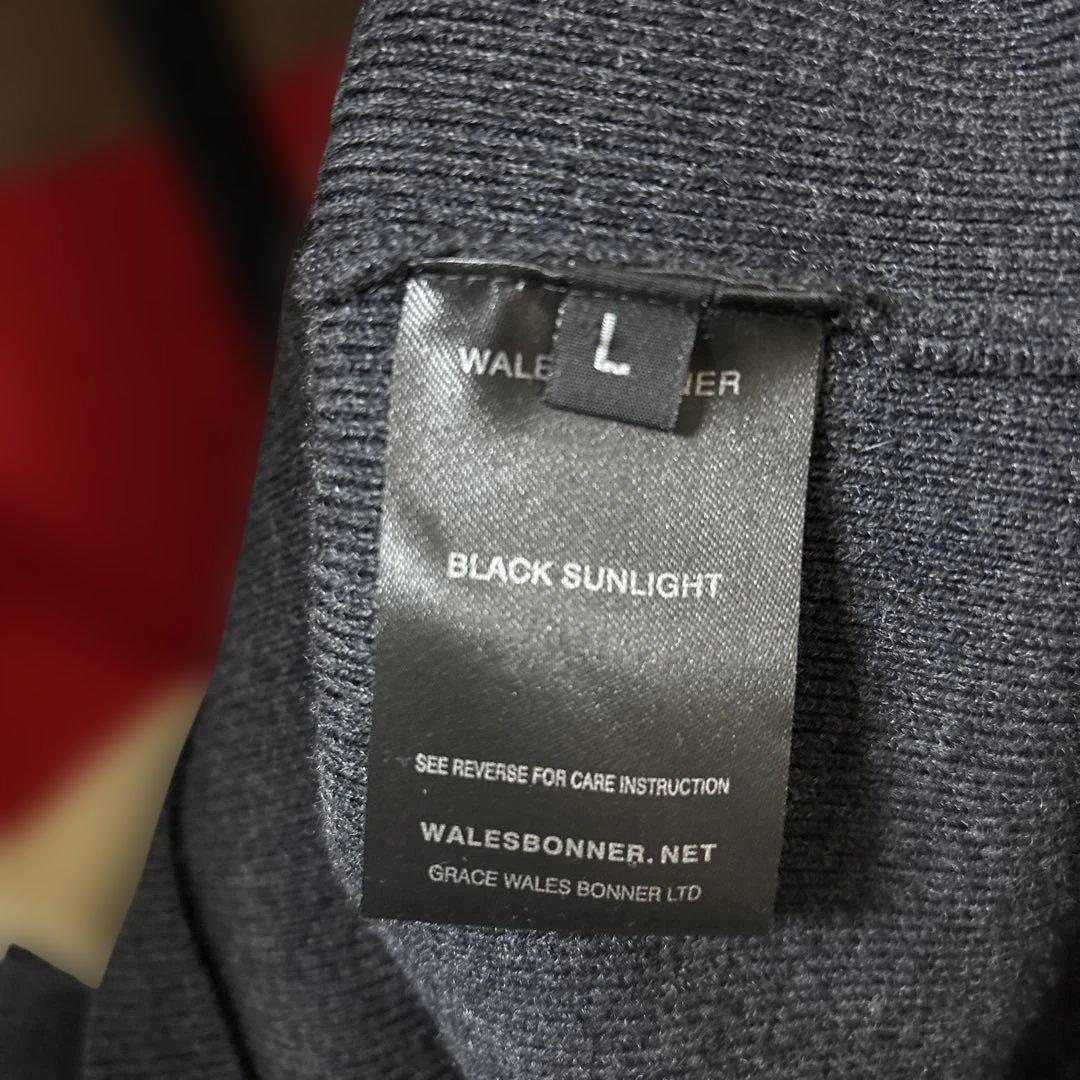 L
WALE NER
BLACK SUNLIGHT
SEE REVERSE FOR CARE INSTRUCTION
WALESBONNER.NET
GRACE WALES BONNER LTD